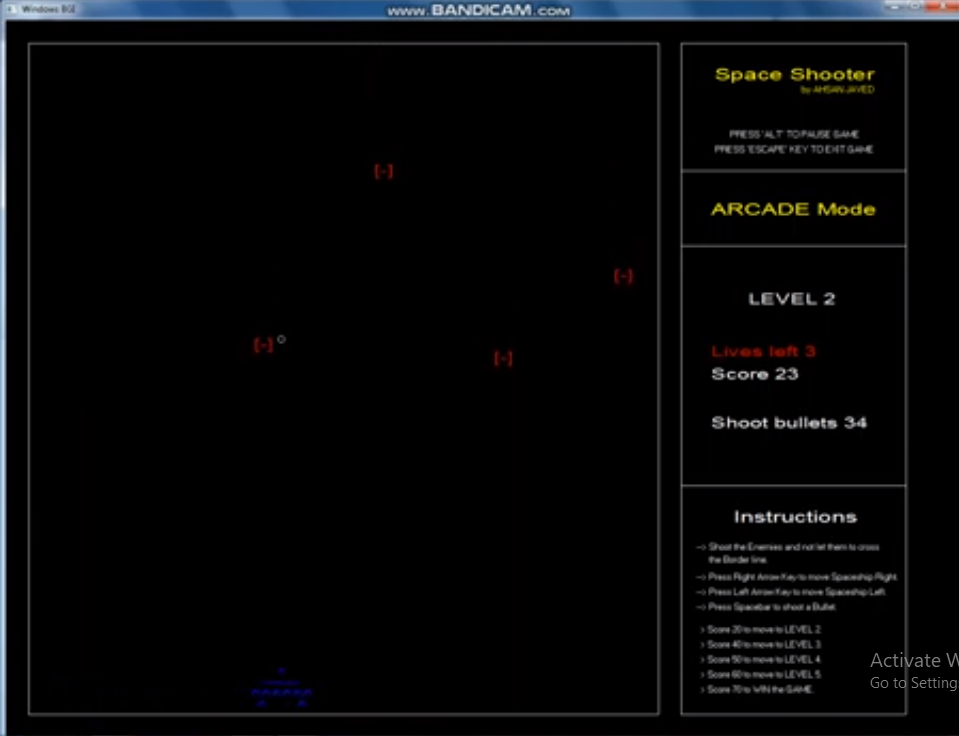 Windows BGI
www.BANDICAM.com
Space Shooter
by AHSAN JAVED
PRESS 'ALT' TO PAUSE GAME
PRESS 'ESCAPE' KEY TO EXIT GAME
[-]
ARCADE Mode
[-]
LEVEL 2
[-]
Lives left 3
[-]
Score 23
Shoot bullets 34
Instructions
--> Shoot the Enemies and not let them to cross
the Border line.
--> Press Right Arrow Key to move Spaceship Right.
--> Press Left Arrow Key to move Spaceship Left.
--> Press Spacebar to shoot a Bullet.
> Score 20 to move to LEVEL 2.
> Score 40 to move to LEVEL 3.
> Score 50 to move to LEVEL 4.
> Score 60 to move to LEVEL 5.
> Score 70 to WIN the GAME.
Activate W
Go to Setting